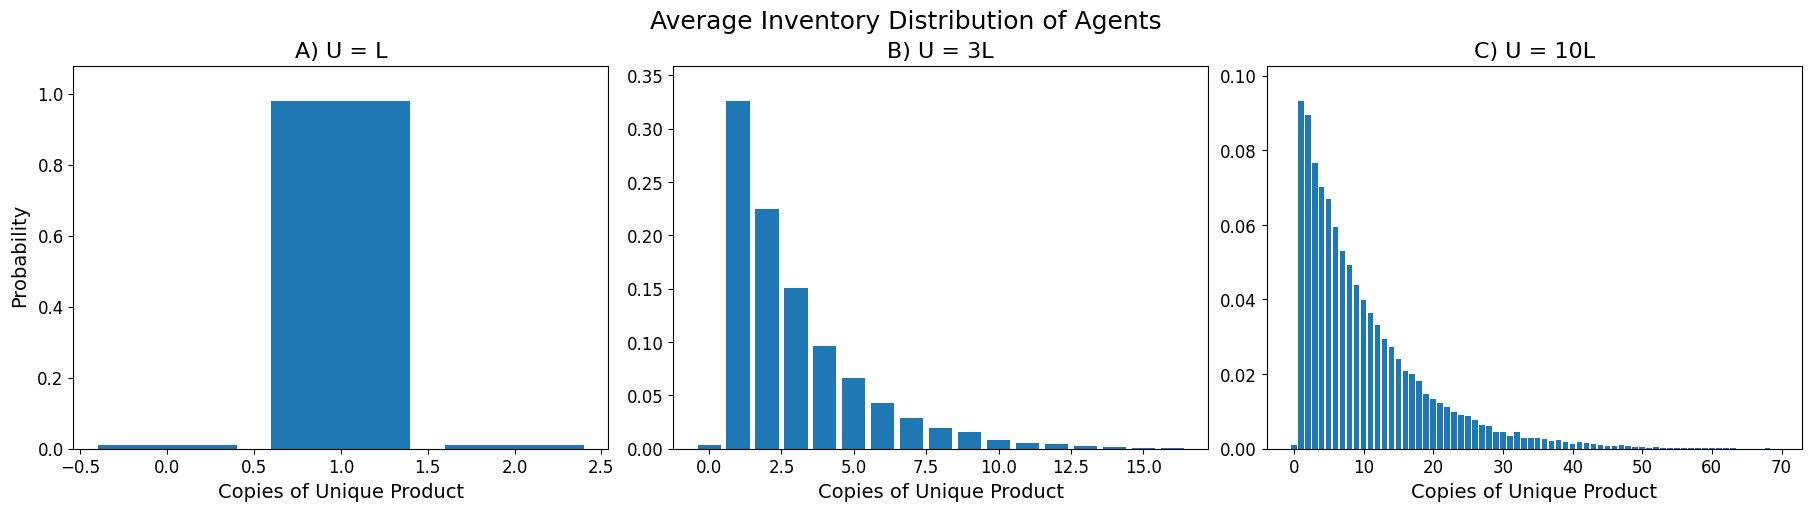 Average Inventory Distribution of Agents
A) U = L
B) U = 3L
C) U = 10L
Probability
1.0
0.8
0.6
0.4
0.2
0.0
−0.5 0.0 0.5 1.0 1.5 2.0 2.5
Copies of Unique Product
0.35
0.30
0.25
0.20
0.15
0.10
0.05
0.00
0.0 2.5 5.0 7.5 10.0 12.5 15.0
Copies of Unique Product
0.10
0.08
0.06
0.04
0.02
0.00
0 10 20 30 40 50 60 70
Copies of Unique Product